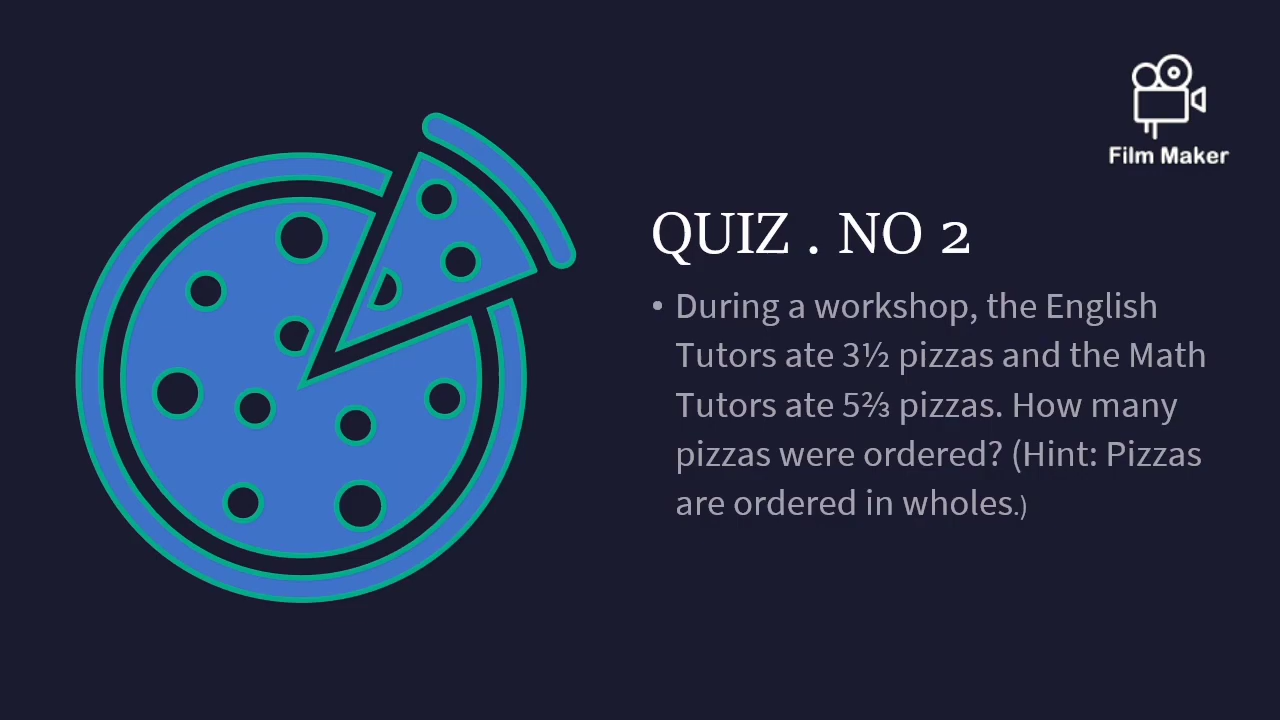 Film Maker
QUIZ . NO 2
• During a workshop, the English
Tutors ate 3½ pizzas and the Math
Tutors ate 5⅔ pizzas. How many
pizzas were ordered? (Hint: Pizzas
are ordered in wholes.)